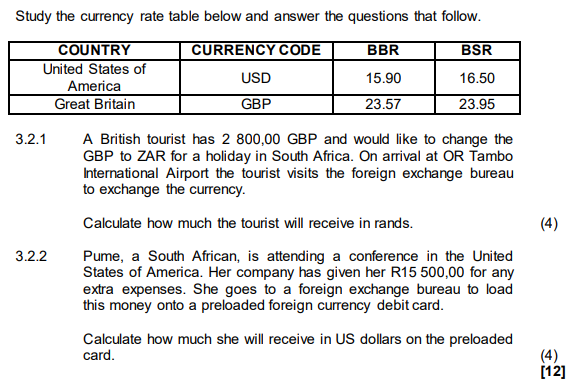 Study the currency rate table below and answer the questions that follow.
COUNTRY CURRENCY CODE BBR BSR
United States of
America USD 15.90 16.50
Great Britain GBP 23.57 23.95
3.2.1 A British tourist has 2 800,00 GBP and would like to change the
GBP to ZAR for a holiday in South Africa. On arrival at OR Tambo
International Airport the tourist visits the foreign exchange bureau
to exchange the currency.
Calculate how much the tourist will receive in rands. (4)
3.2.2 Pume, a South African, is attending a conference in the United
States of America. Her company has given her R15 500,00 for any
extra expenses. She goes to a foreign exchange bureau to load
this money onto a preloaded foreign currency debit card.
Calculate how much she will receive in US dollars on the preloaded
card. (4)
[12]